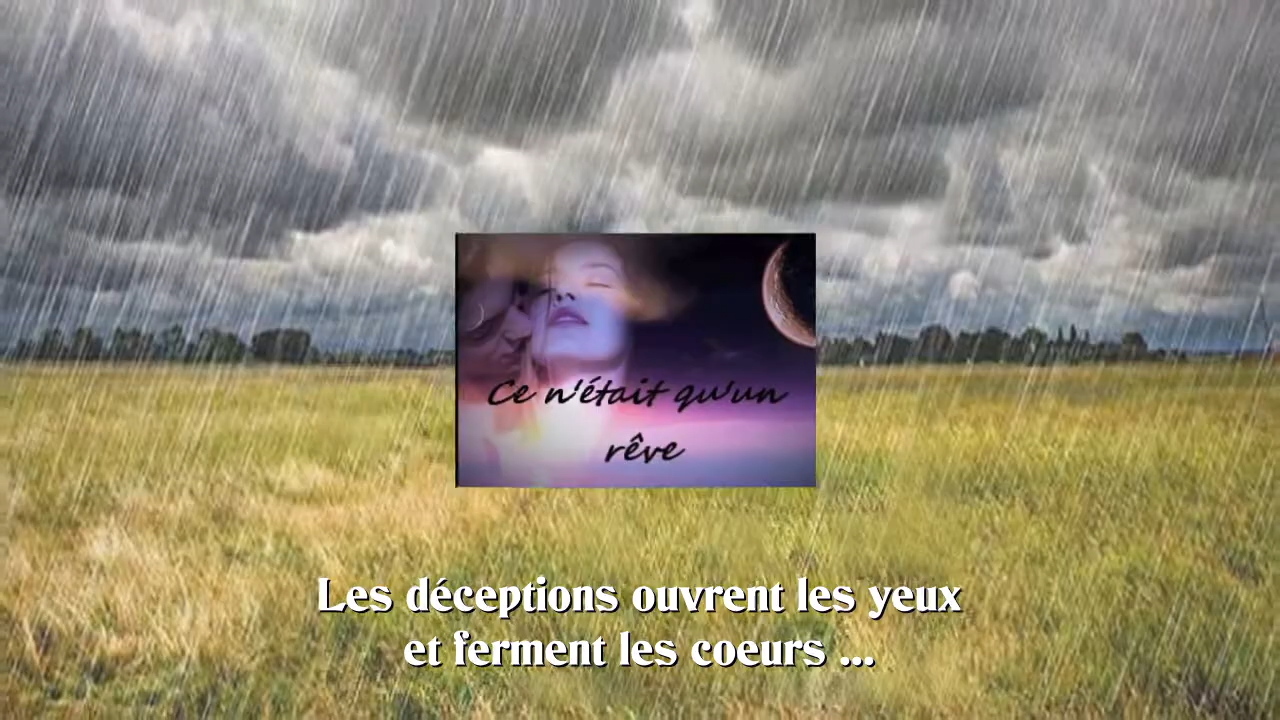 Ce n'était qu'un
rêve
Les déceptions ouvrent les yeux
et ferment les coeurs ...